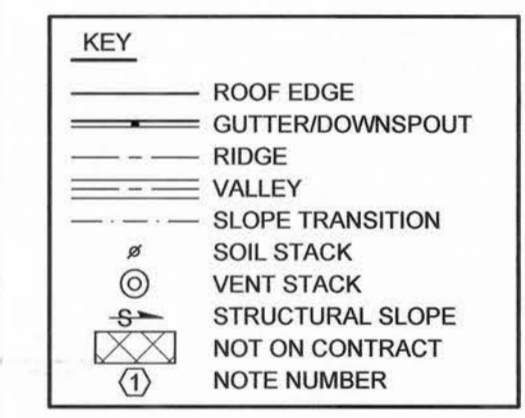 KEY
ROOF EDGE
GUTTER/DOWNSPOUT
RIDGE
VALLEY
SLOPE TRANSITION
SOIL STACK
VENT STACK
S STRUCTURAL SLOPE
NOT ON CONTRACT
1 NOTE NUMBER